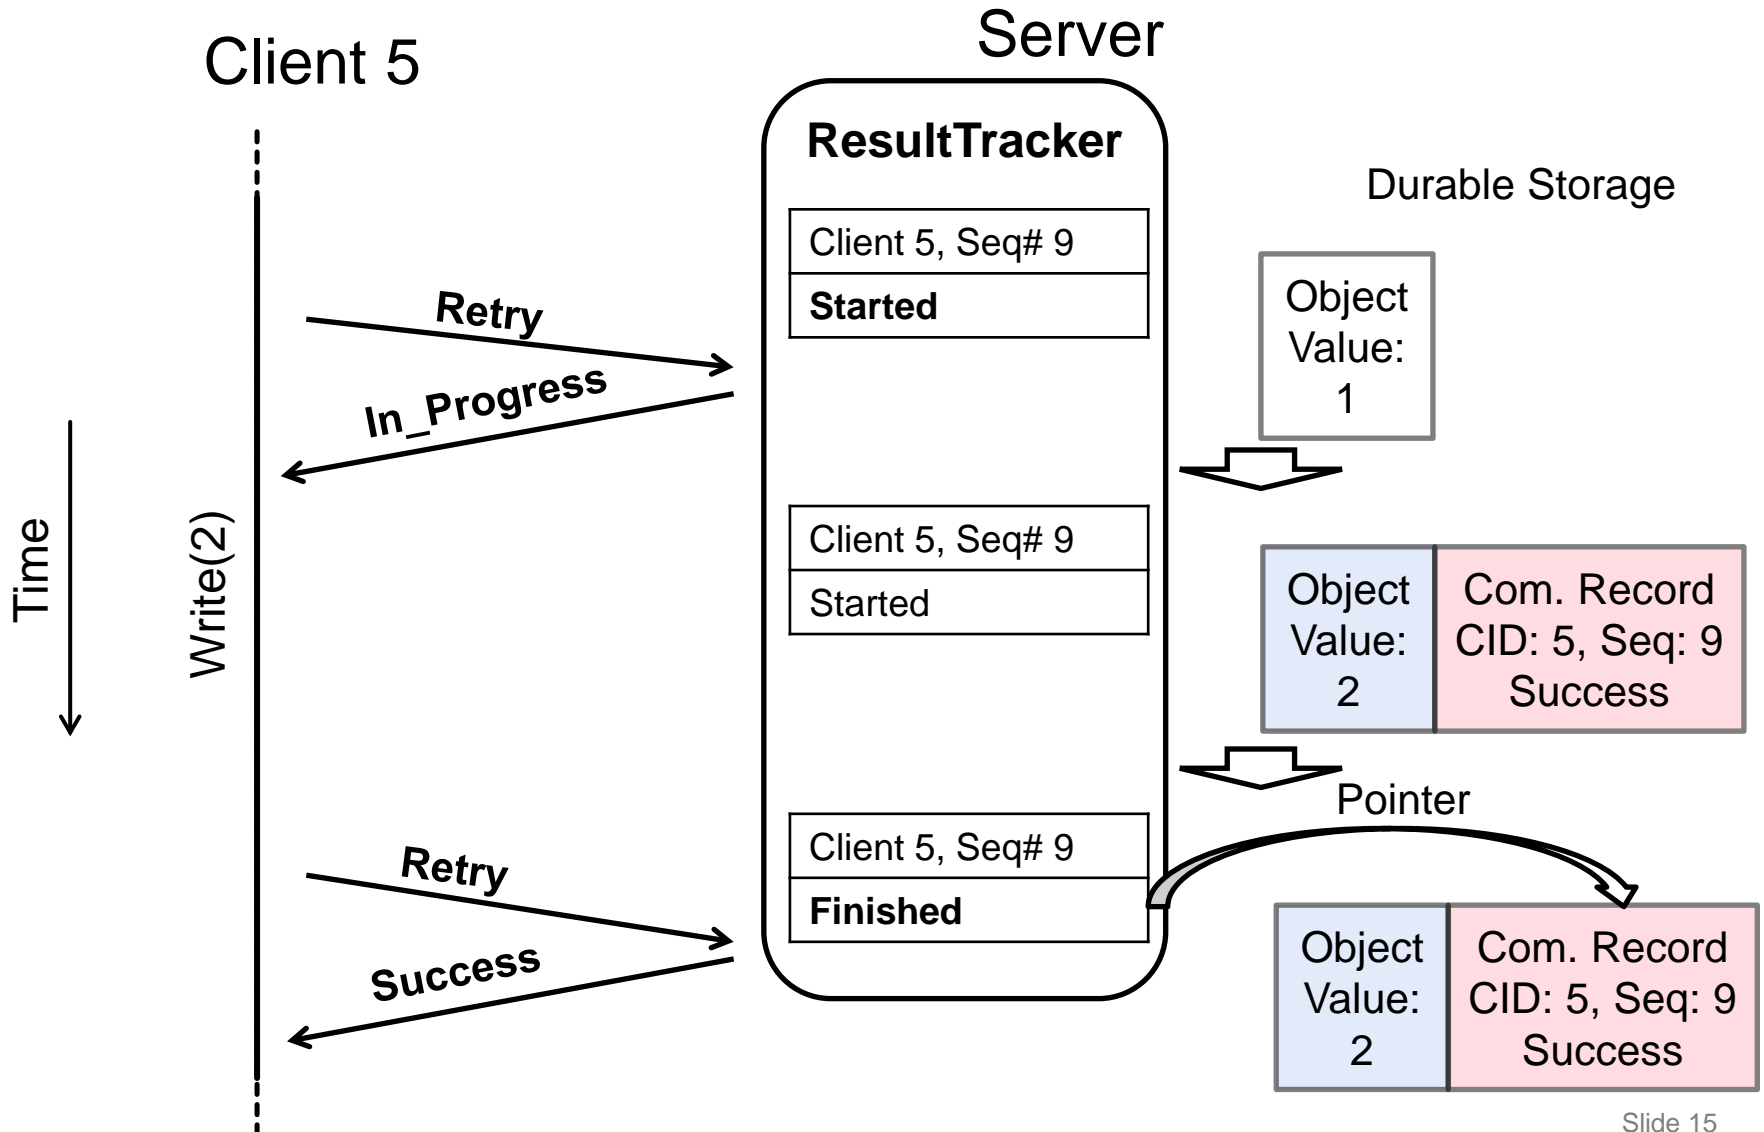 Client 5
Server
ResultTracker
Durable Storage
Client 5, Seq# 9
Started
Object
Value:
1
Retry
In_Progress
Time
Write(2)
Client 5, Seq# 9
Started
Object
Value:
2
Com. Record
CID: 5, Seq: 9
Success
Pointer
Client 5, Seq# 9
Finished
Retry
Success
Object
Value:
2
Com. Record
CID: 5, Seq: 9
Success
Slide 15